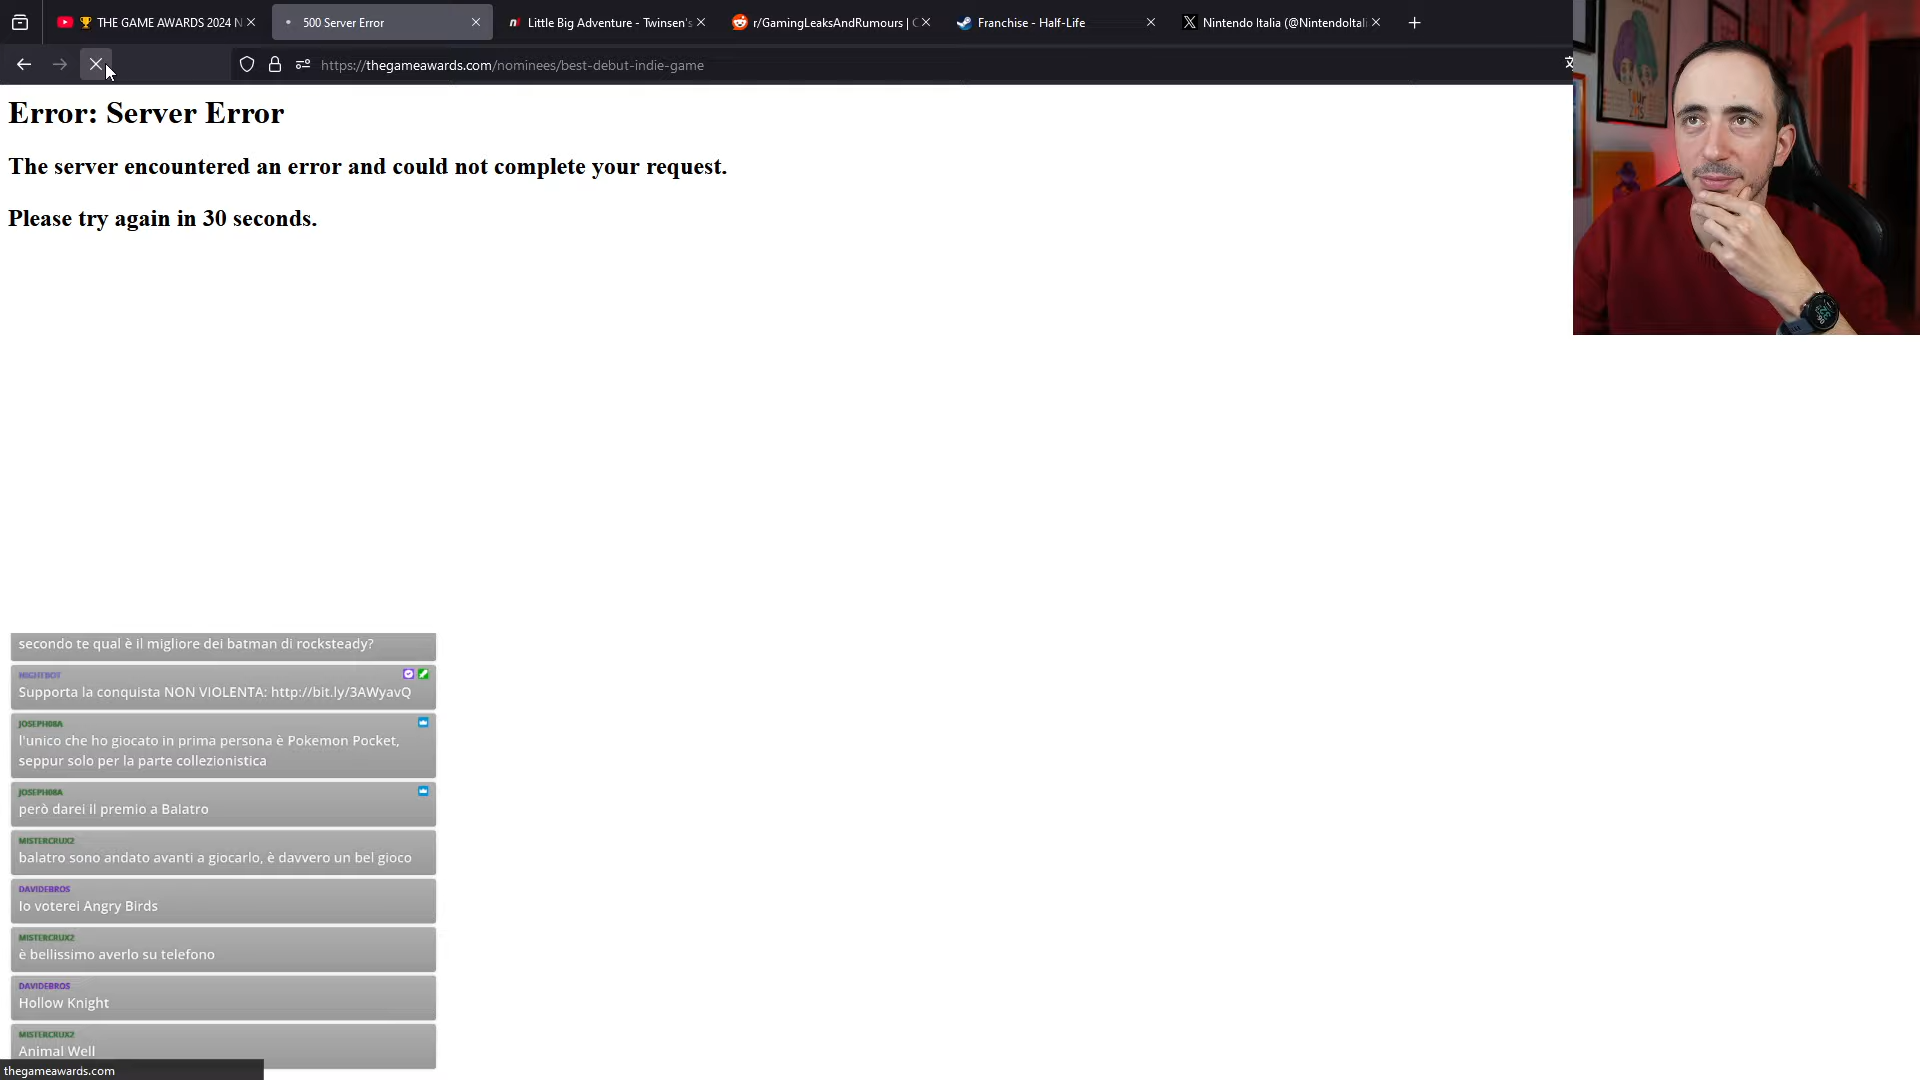 THE GAME AWARDS 2024 N
500 Server Error
Little Big Adventure - Twinsen's
r/GamingLeaksAndRumours |
Franchise - Half-Life
Nintendo Italia (@NintendoItali
https://thegameawards.com/nominees/best-debut-indie-game
Error: Server Error
The server encountered an error and could not complete your request.
Please try again in 30 seconds.
secondo te qual è il migliore dei batman di rocksteady?
NIGHTBOT
Supporta la conquista NON VIOLENTA: http://bit.ly/3AWyavQ
JOSEPH08A
l'unico che ho giocato in prima persona è Pokemon Pocket,
seppur solo per la parte collezionistica
JOSEPH08A
però darei il premio a Balatro
MISTERCRUX2
balatro sono andato avanti a giocarlo, è davvero un bel gioco
DAVIDEBROS
Io voterei Angry Birds
MISTERCRUX2
è bellissimo averlo su telefono
DAVIDEBROS
Hollow Knight
MISTERCRUX2
Animal Well
thegameawards.com